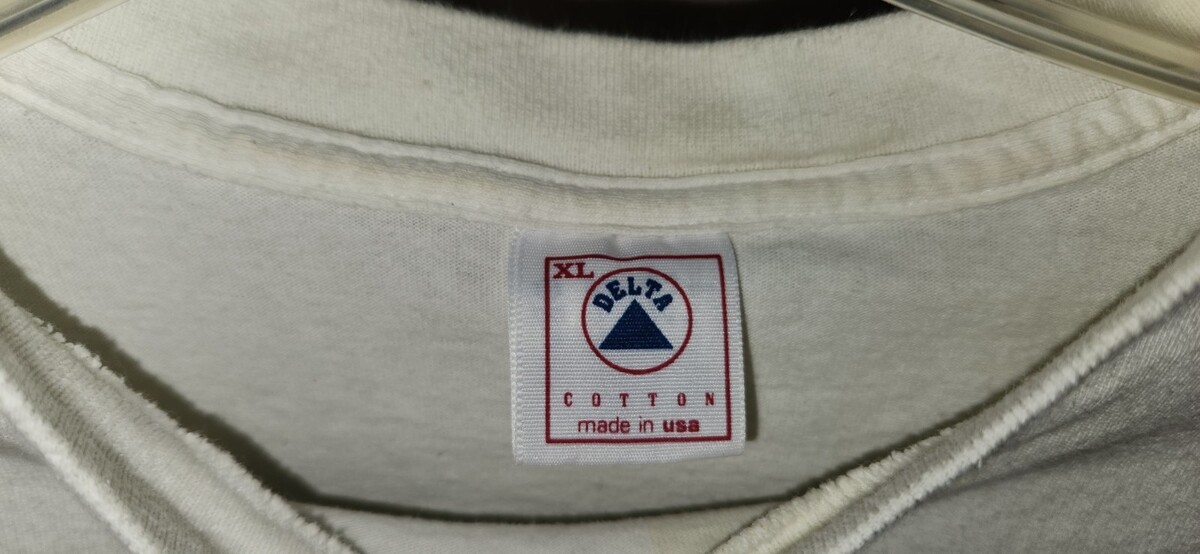 XL
DELTA
COTTON
made in usa